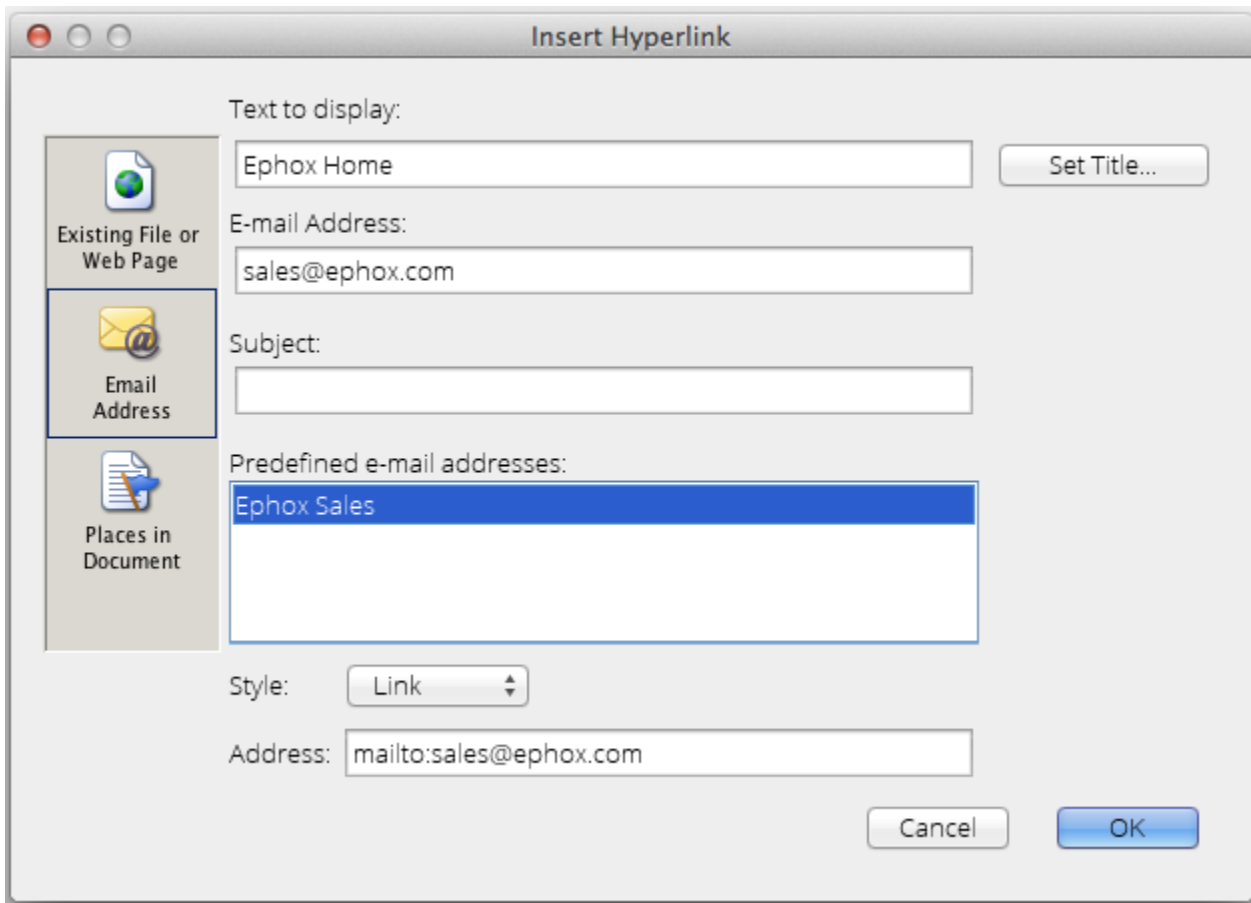 Insert Hyperlink
Text to display:
Ephox Home
Set Title...
Existing File or
Web Page
E-mail Address:
sales@ephox.com
Email
Address
Subject:
Places in
Document
Predefined e-mail addresses:
Ephox Sales
Style:
Link
Address:
mailto:sales@ephox.com
Cancel
OK